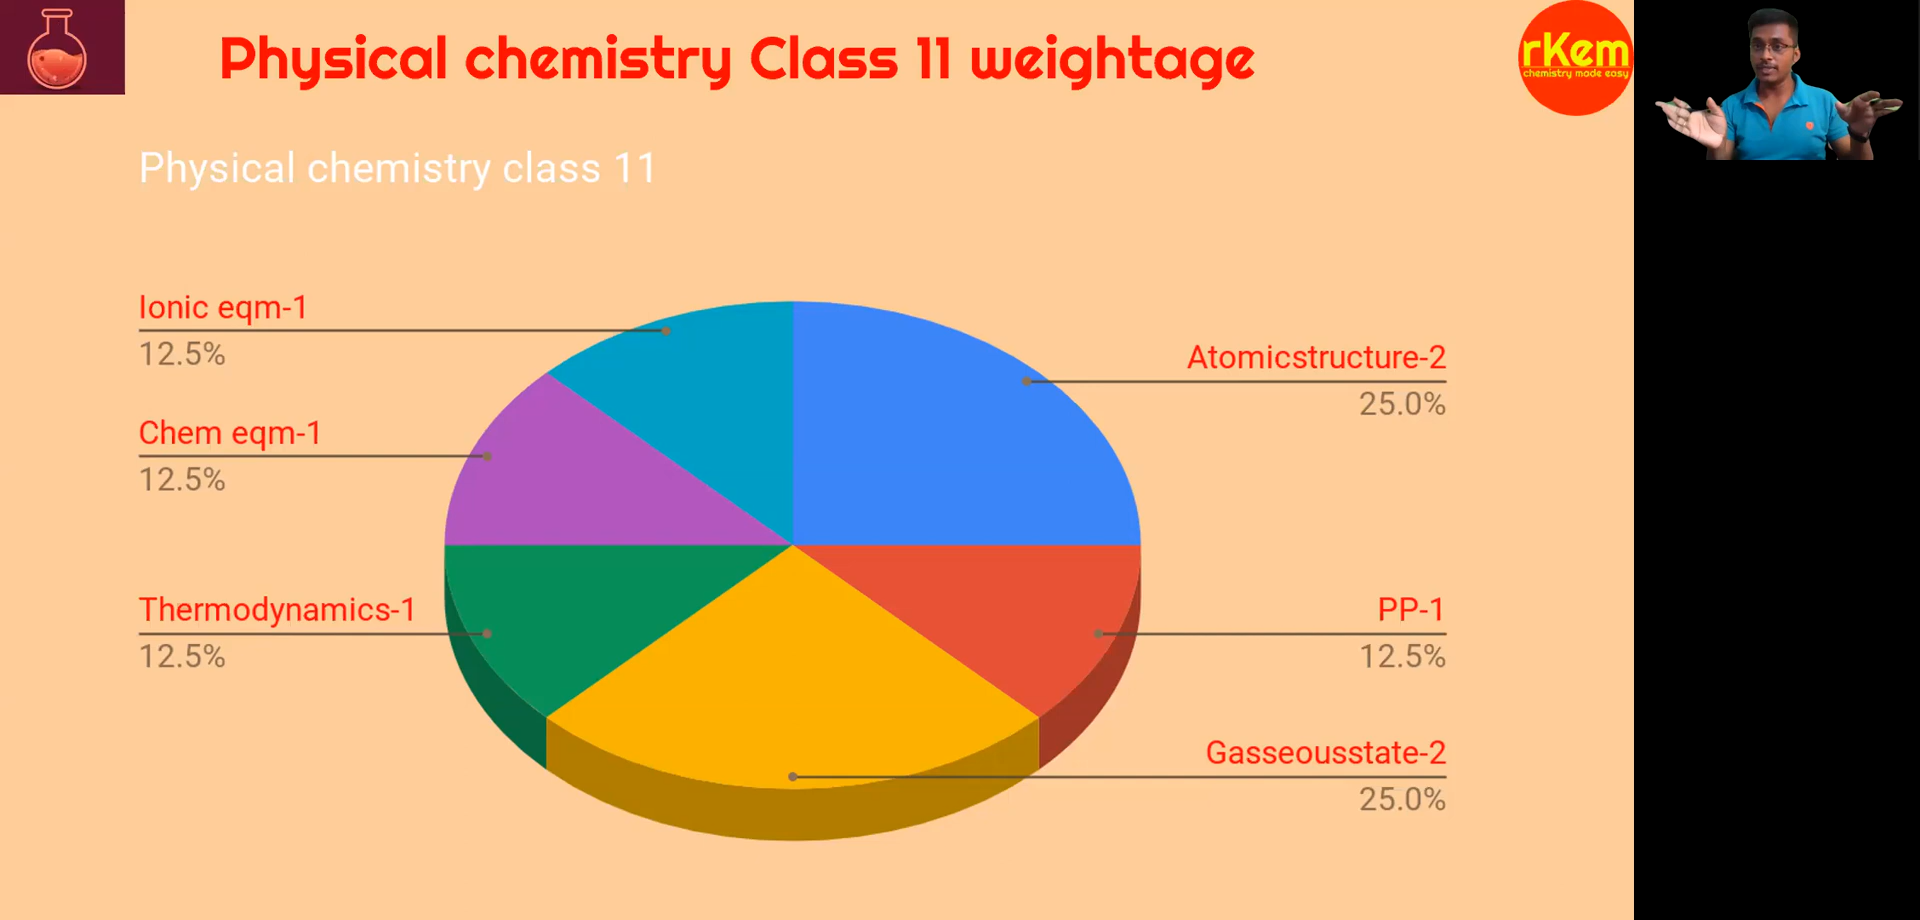 Physical chemistry Class 11 weightage
rKem
chemistry made easy
Physical chemistry class 11
Ionic eqm-1
12.5%
Chem eqm-1
12.5%
Thermodynamics-1
12.5%
Atomicstructure-2
25.0%
PP-1
12.5%
Gasseousstate-2
25.0%